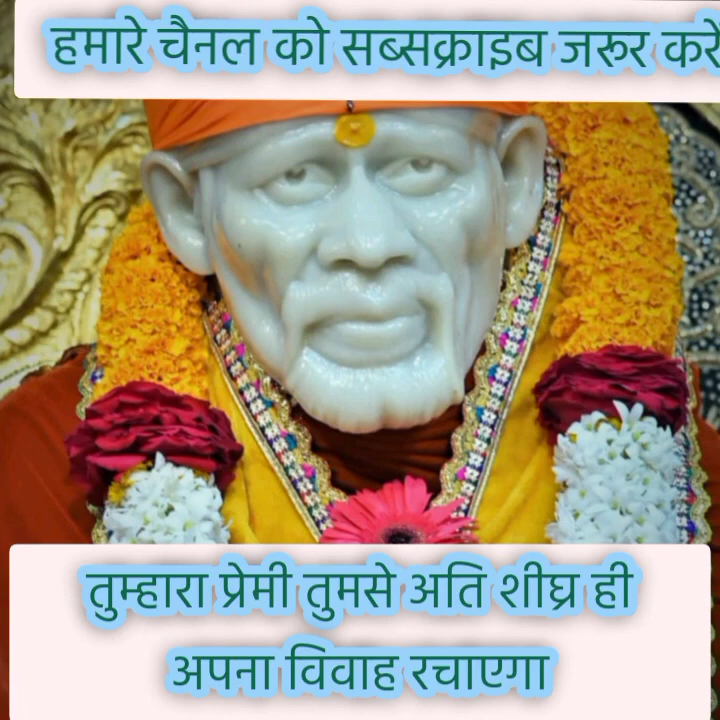 हमारे चैनल को सब्सक्राइब जरूर करें
तुम्हारा प्रेमी तुमसे अति शीघ्र ही
अपना विवाह रचाएगा